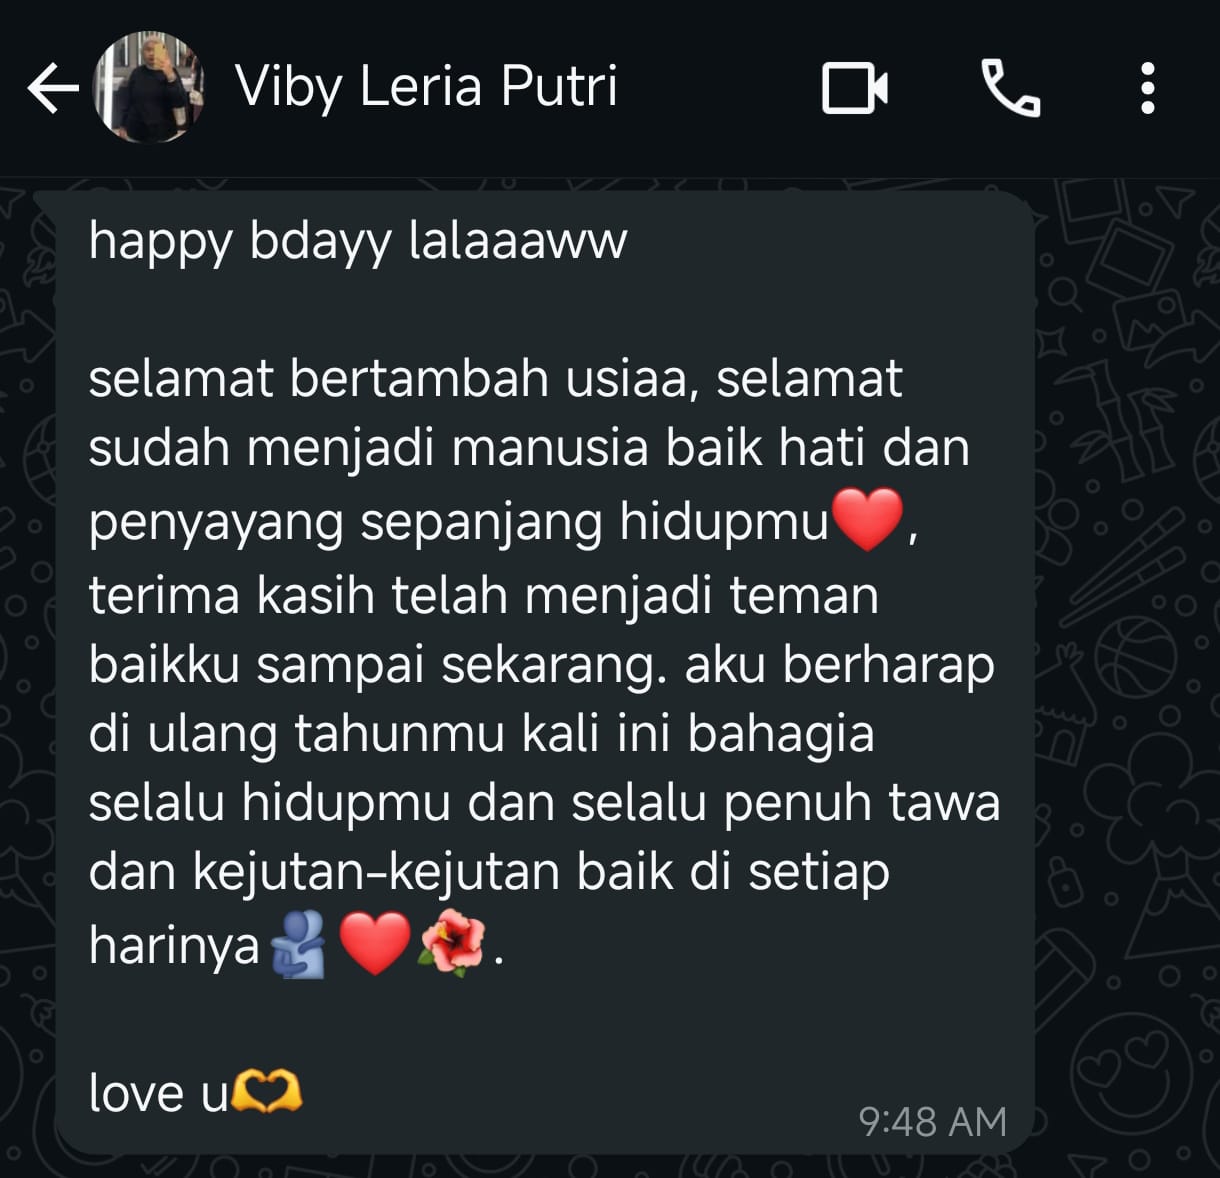 Viby Leria Putri
happy bdayy lalaaaww
selamat bertambah usiaa, selamat
sudah menjadi manusia baik hati dan
penyayang sepanjang hidupmu❤️,
terima kasih telah menjadi teman
baikku sampai sekarang. aku berharap
di ulang tahunmu kali ini bahagia
selalu hidupmu dan selalu penuh tawa
dan kejutan-kejutan baik di setiap
harinya🫂❤️🌺.
love u🫶
9:48 AM